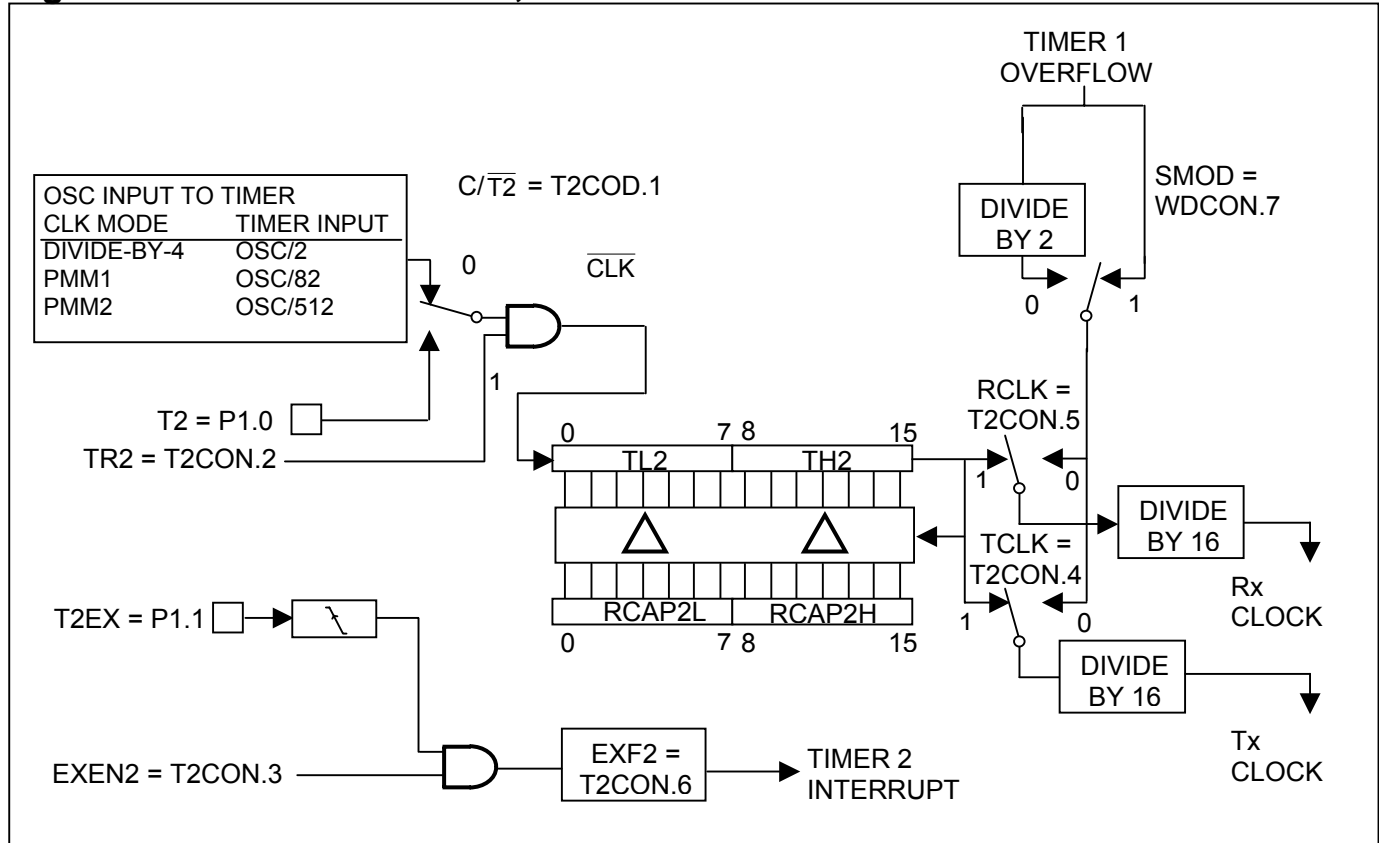 TIMER 1
OVERFLOW
SMOD =
WDCON.7
DIVIDE
BY 2
0
1
OSC INPUT TO TIMER
CLK MODE TIMER INPUT
DIVIDE-BY-4 OSC/2
PMM1 OSC/82
PMM2 OSC/512
C/T2 = T2COD.1
0
CLK
1
T2 = P1.0
TR2 = T2CON.2
0 7 8 15
TL2 TH2
RCAP2L RCAP2H
0 7 8 15
RCLK =
T2CON.5
1 0
DIVIDE
BY 16
Rx
CLOCK
TCLK =
T2CON.4
1 0
DIVIDE
BY 16
Tx
CLOCK
T2EX = P1.1
EXEN2 = T2CON.3
EXF2 =
T2CON.6
TIMER 2
INTERRUPT